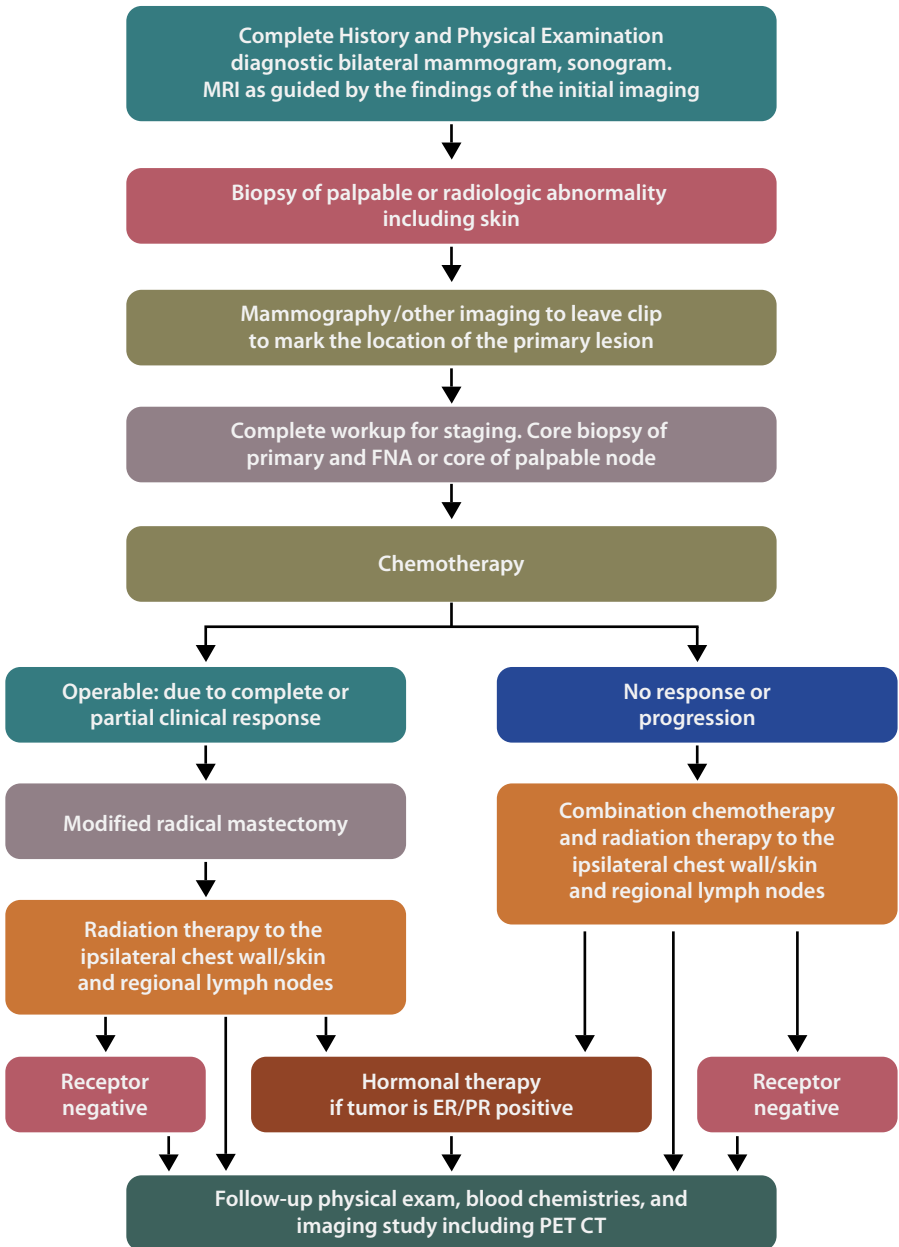 Complete History and Physical Examination
diagnostic bilateral mammogram, sonogram.
MRI as guided by the findings of the initial imaging
Biopsy of palpable or radiologic abnormality
including skin
Mammography/other imaging to leave clip
to mark the location of the primary lesion
Complete workup for staging. Core biopsy of
primary and FNA or core of palpable node
Chemotherapy
Operable: due to complete or
partial clinical response
No response or
progression
Modified radical mastectomy
Combination chemotherapy
and radiation therapy to the
ipsilateral chest wall/skin
and regional lymph nodes
Radiation therapy to the
ipsilateral chest wall/skin
and regional lymph nodes
Receptor
negative
Hormonal therapy
if tumor is ER/PR positive
Receptor
negative
Follow-up physical exam, blood chemistries, and
imaging study including PET CT